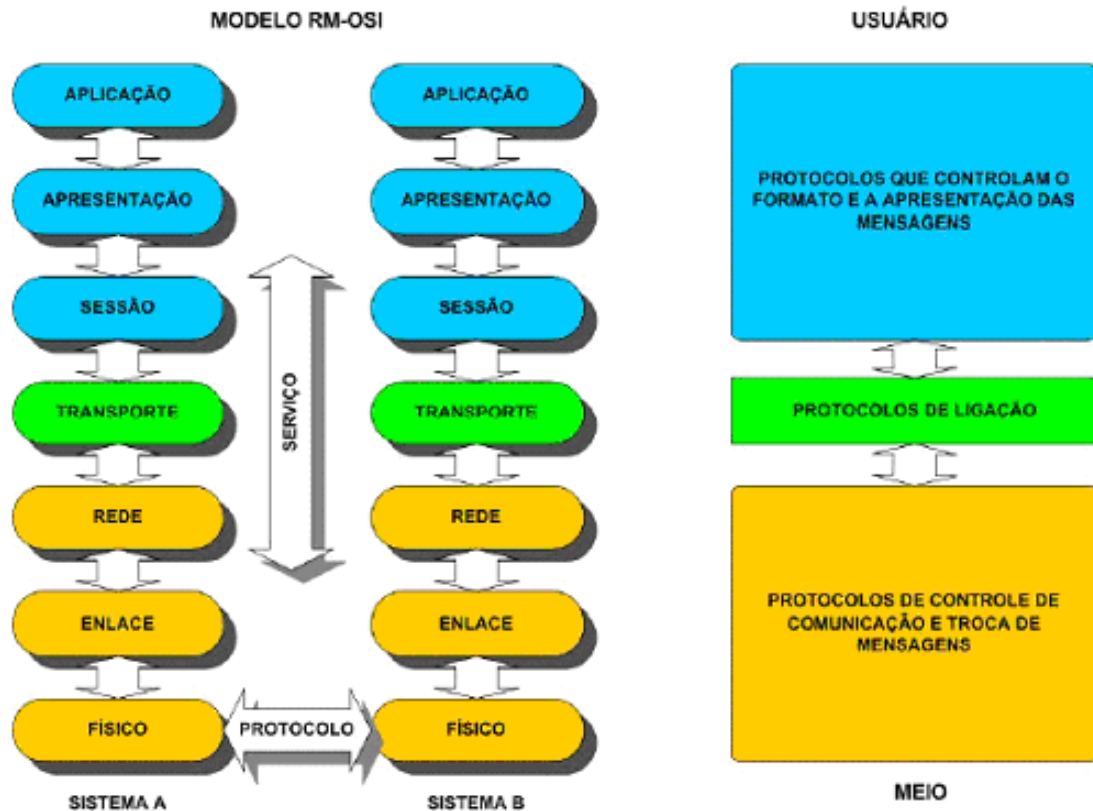 MODELO RM-OSI
USUÁRIO
APLICAÇÃO
APLICAÇÃO
APRESENTAÇÃO
APRESENTAÇÃO
PROTOCOLOS QUE CONTROLAM O
FORMATO E A APRESENTAÇÃO DAS
MENSAGENS
SESSÃO
SESSÃO
SERVIÇO
TRANSPORTE
TRANSPORTE
PROTOCOLOS DE LIGAÇÃO
REDE
REDE
ENLACE
ENLACE
PROTOCOLOS DE CONTROLE DE
COMUNICAÇÃO E TROCA DE
MENSAGENS
FÍSICO
PROTOCOLO
FÍSICO
SISTEMA A
SISTEMA B
MEIO